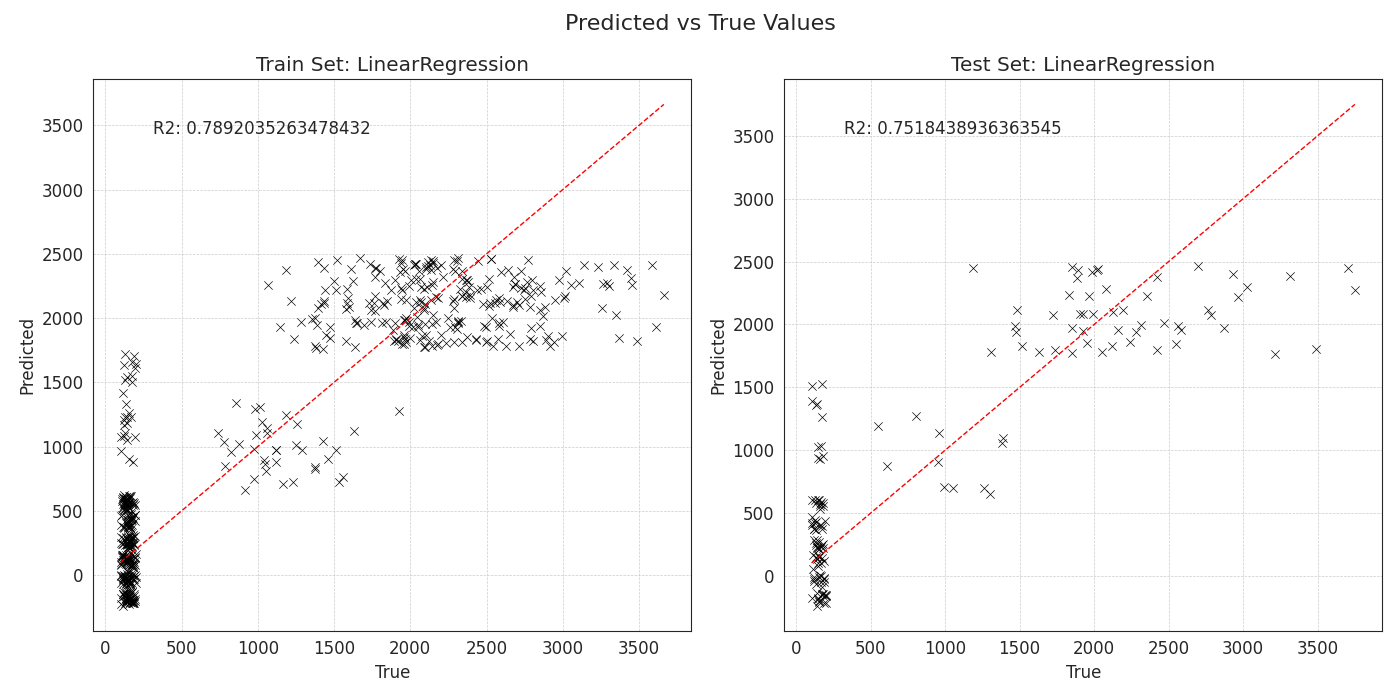 Predicted vs True Values
Train Set: LinearRegression
R2: 0.7892035263478432
Predicted
3500
3000
2500
2000
1500
1000
500
0
0 500 1000 1500 2000 2500 3000 3500
True
Test Set: LinearRegression
R2: 0.7518438936363545
Predicted
3500
3000
2500
2000
1500
1000
500
0
0 500 1000 1500 2000 2500 3000 3500
True